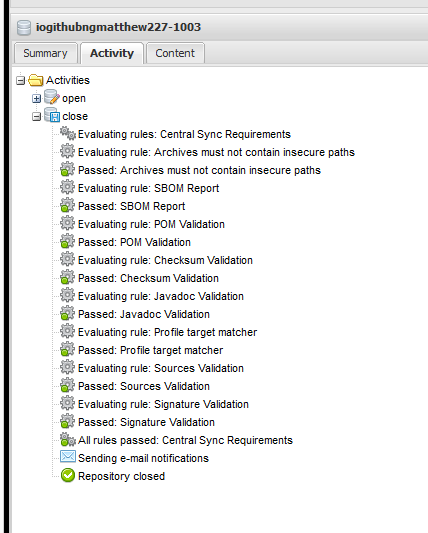 iogithubngmatthew227-1003
Summary Activity Content
Activities
open
close
Evaluating rules: Central Sync Requirements
Evaluating rule: Archives must not contain insecure paths
Passed: Archives must not contain insecure paths
Evaluating rule: SBOM Report
Passed: SBOM Report
Evaluating rule: POM Validation
Passed: POM Validation
Evaluating rule: Checksum Validation
Passed: Checksum Validation
Evaluating rule: Javadoc Validation
Passed: Javadoc Validation
Evaluating rule: Profile target matcher
Passed: Profile target matcher
Evaluating rule: Sources Validation
Passed: Sources Validation
Evaluating rule: Signature Validation
Passed: Signature Validation
All rules passed: Central Sync Requirements
Sending e-mail notifications
Repository closed